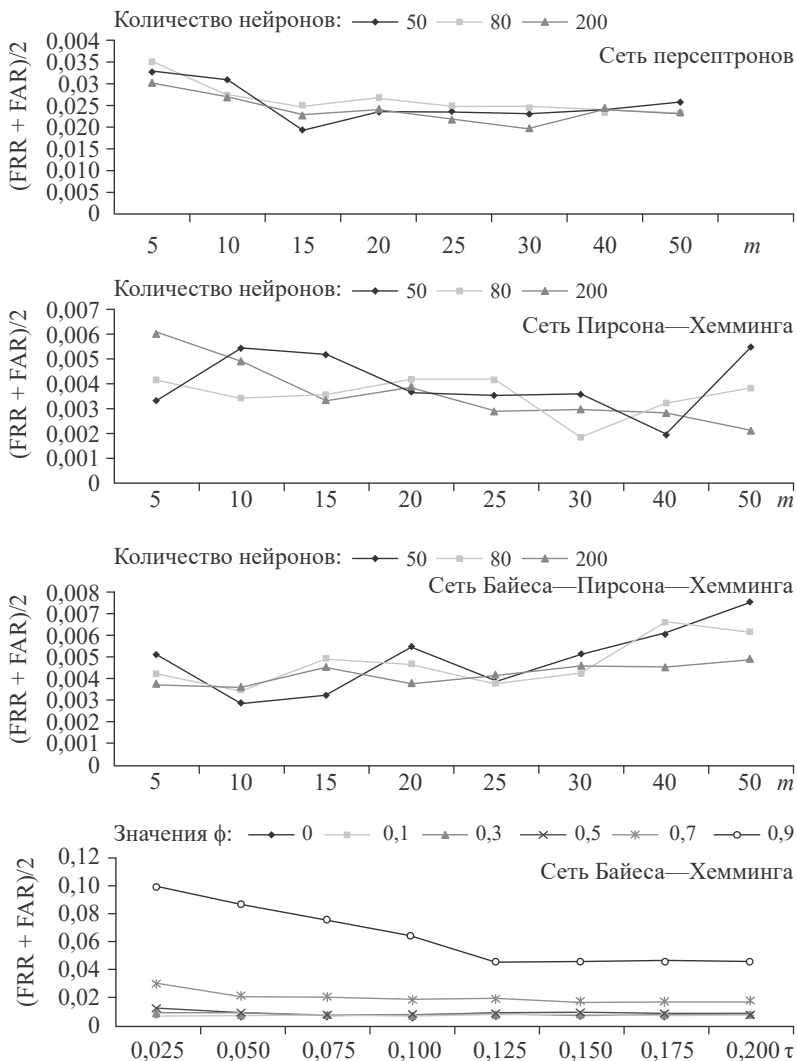 Количество нейронов: 50 80 200
Сеть персептронов
(FRR + FAR)/2
0,004
0,035
0,03
0,025
0,020
0,015
0,010
0,005
0
5 10 15 20 25 30 40 50 m
Количество нейронов: 50 80 200
Сеть Пирсона—Хемминга
(FRR + FAR)/2
0,007
0,006
0,005
0,004
0,003
0,002
0,001
0
5 10 15 20 25 30 40 50 m
Количество нейронов: 50 80 200
Сеть Байеса—Пирсона—Хемминга
(FRR + FAR)/2
0,008
0,007
0,006
0,005
0,004
0,003
0,002
0,001
0
5 10 15 20 25 30 40 50 m
Значения ϕ: 0 0,1 0,3 0,5 0,7 0,9
Сеть Байеса—Хемминга
(FRR + FAR)/2
0,12
0,10
0,08
0,06
0,04
0,02
0
0,025 0,050 0,075 0,100 0,125 0,150 0,175 0,200 τ